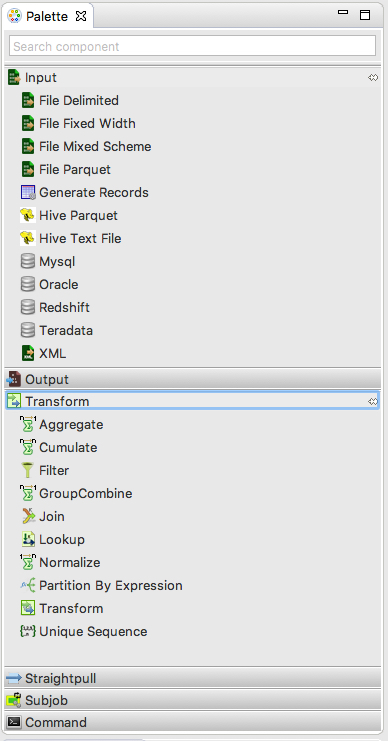 Palette
Search component
Input
File Delimited
File Fixed Width
File Mixed Scheme
File Parquet
Generate Records
Hive Parquet
Hive Text File
Mysql
Oracle
Redshift
Teradata
XML
Output
Transform
Aggregate
Cumulate
Filter
GroupCombine
Join
Lookup
Normalize
Partition By Expression
Transform
Unique Sequence
Straightpull
Subjob
Command